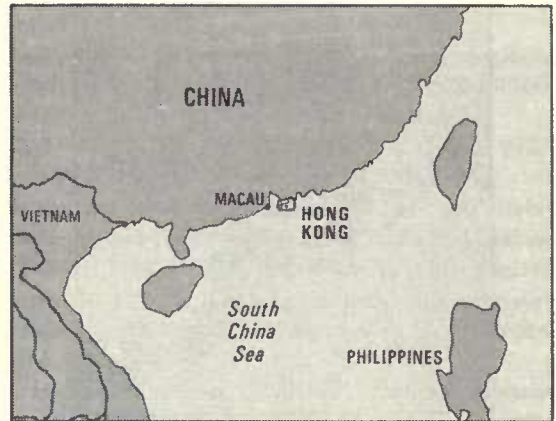 CHINA
MACAU
HONG
KONG
VIETNAM
South
China
Sea
PHILIPPINES